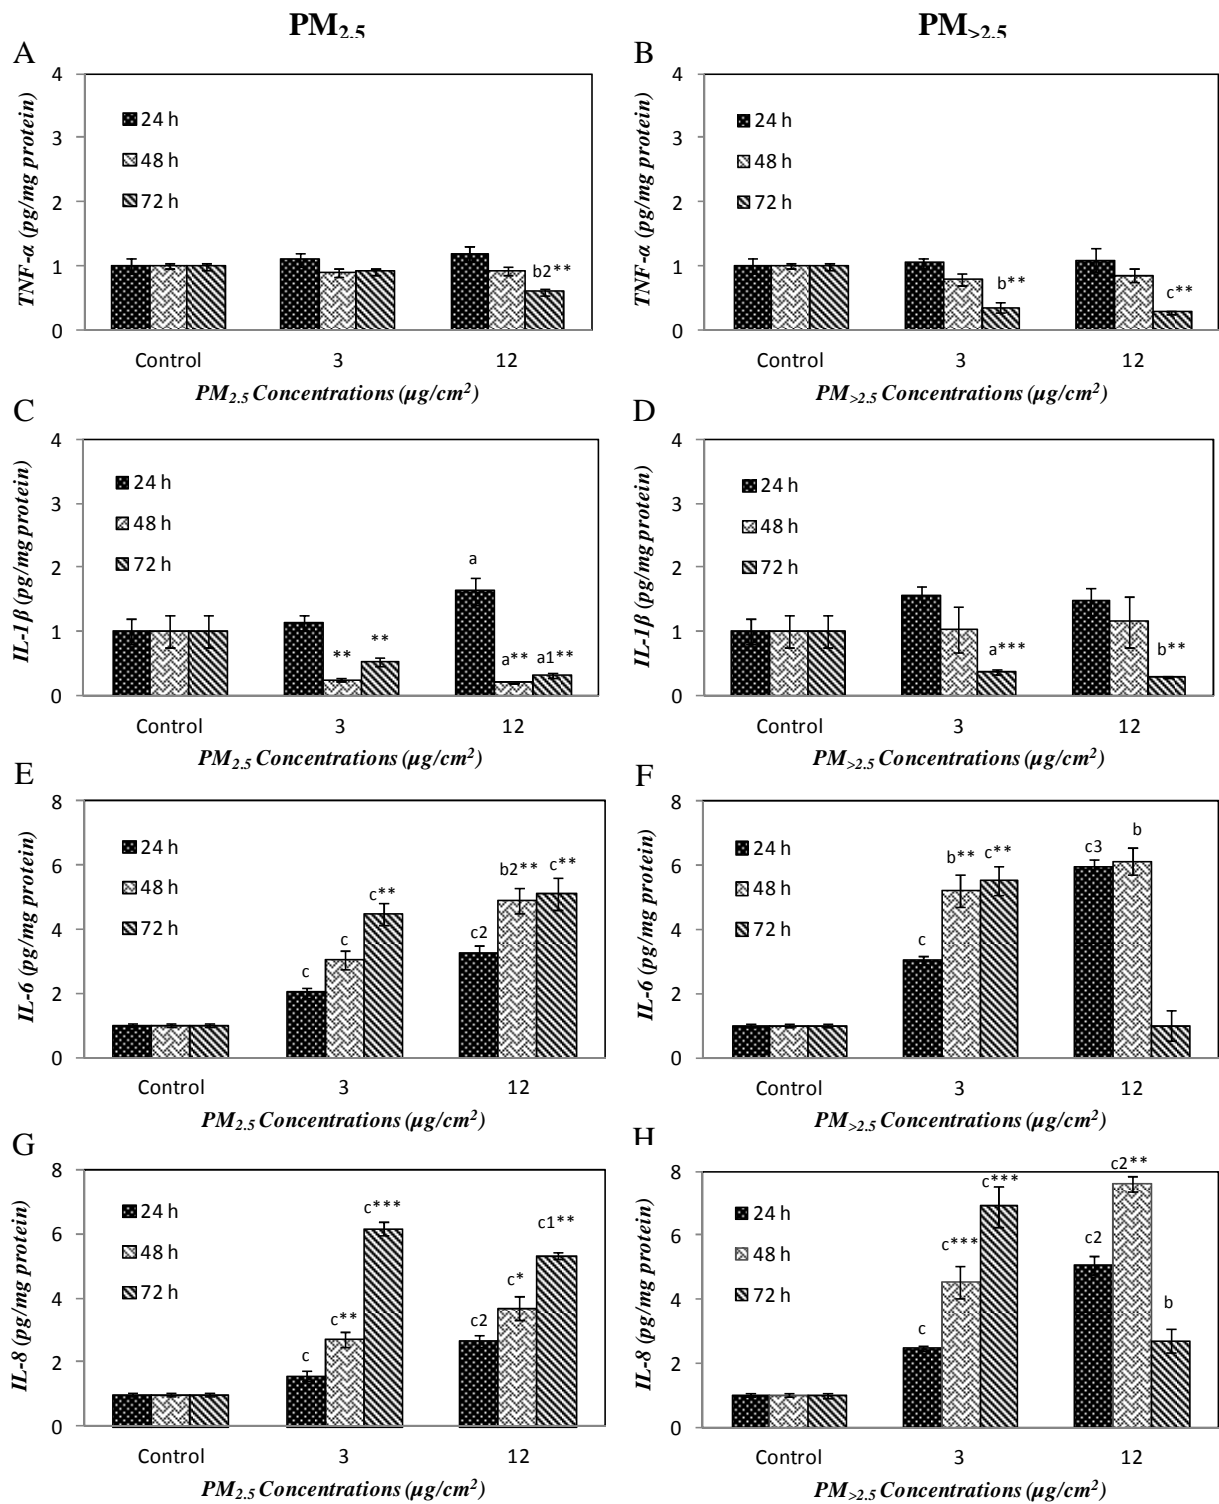 PM2.5 PM>2.5
A B
TNF-α (pg/mg protein)
4
3
2
1
0
24 h
48 h
72 h
b2**
Control 3 12
PM2.5 Concentrations (µg/cm²)
TNF-α (pg/mg protein)
4
3
2
1
0
24 h
48 h
72 h
b**
c**
Control 3 12
PM>2.5 Concentrations (µg/cm²)
C D
IL-1β (pg/mg protein)
4
3
2
1
0
24 h
48 h
72 h
**
**
a
a**
a1**
Control 3 12
PM2.5 Concentrations (µg/cm²)
IL-1β (pg/mg protein)
4
3
2
1
0
24 h
48 h
72 h
a***
b**
Control 3 12
PM>2.5 Concentrations (µg/cm²)
E F
IL-6 (pg/mg protein)
8
6
4
2
0
24 h
48 h
72 h
c
c
c**
c2
b2**
c**
Control 3 12
PM2.5 Concentrations (µg/cm²)
IL-6 (pg/mg protein)
8
6
4
2
0
24 h
48 h
72 h
c
b**
c**
c3
b
Control 3 12
PM>2.5 Concentrations (µg/cm²)
G H
IL-8 (pg/mg protein)
8
6
4
2
0
24 h
48 h
72 h
c
c**
c***
c2
c*
c1**
Control 3 12
PM2.5 Concentrations (µg/cm²)
IL-8 (pg/mg protein)
8
6
4
2
0
24 h
48 h
72 h
c
c***
c***
c2
c2**
b
Control 3 12
PM>2.5 Concentrations (µg/cm²)